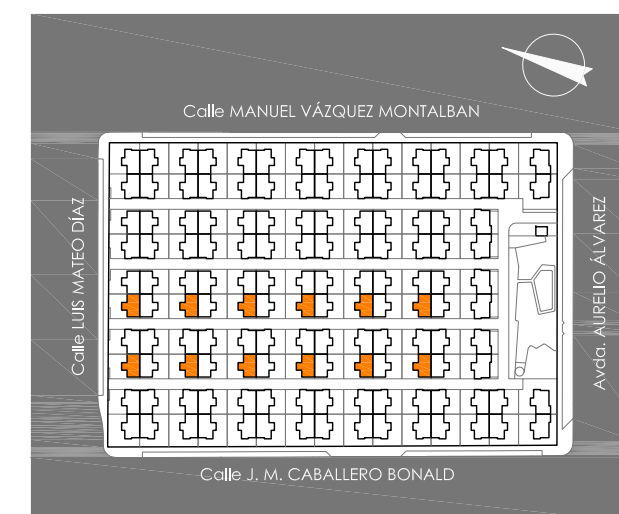 Calle MANUEL VÁZQUEZ MONTALBAN
Calle LUIS MATEO DÍAZ
Avda. AURELIO ÁLVAREZ
Calle J. M. CABALLERO BONALD